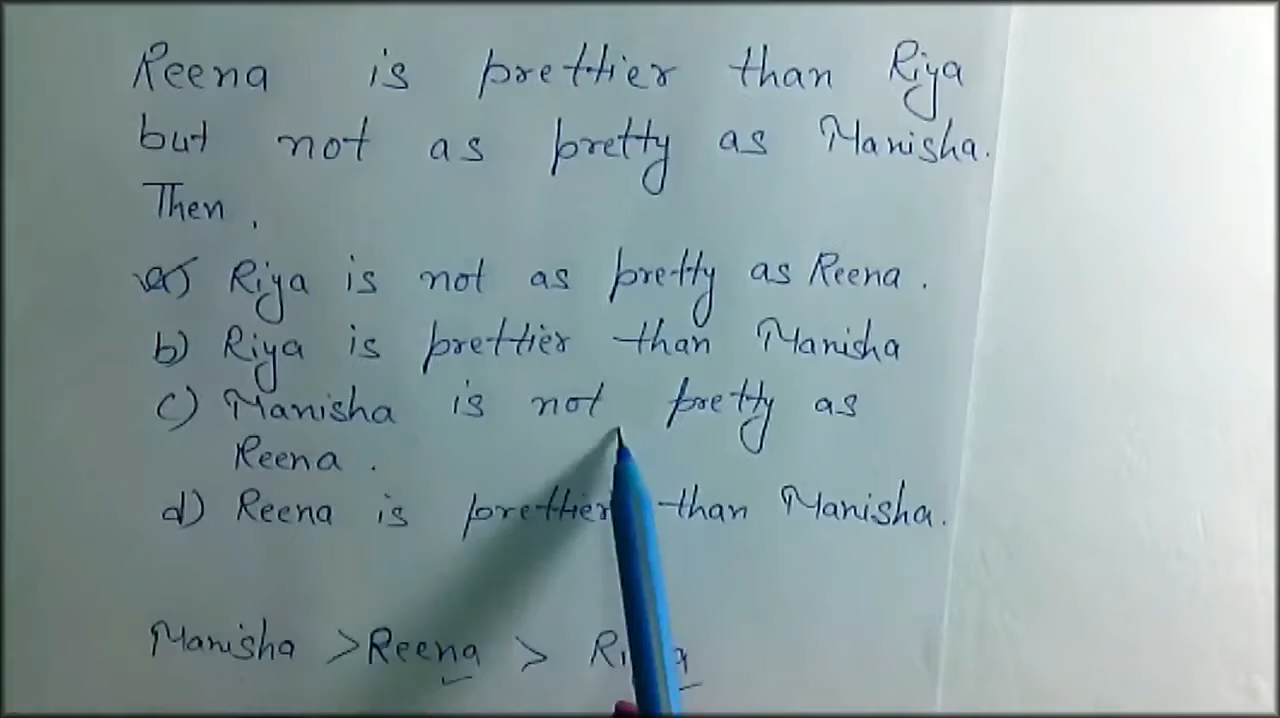 Reena is prettier than Riya
but not as pretty as Manisha.
Then,
a) Riya is not as pretty as Reena.
b) Riya is prettier than Manisha
c) Manisha is not pretty as
Reena.
d) Reena is prettier than Manisha.
Manisha > Reena >